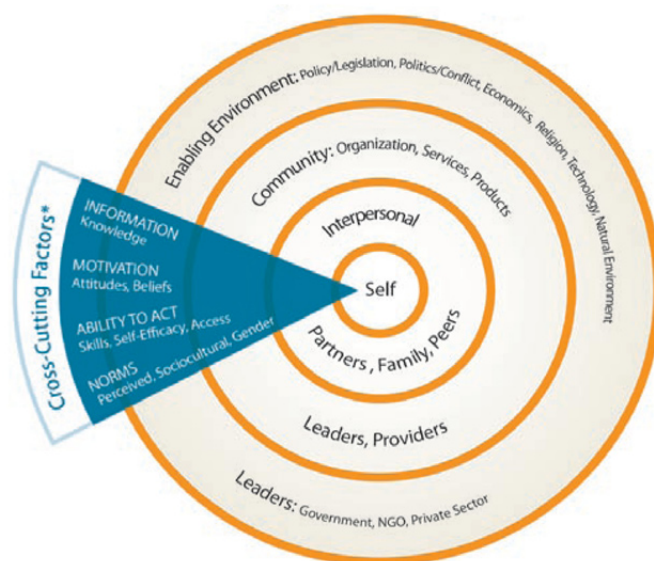 Enabling Environment: Policy/Legislation, Politics/Conflict, Economics, Religion, Technology, Natural Environment
Community: Organization, Services, Products
Interpersonal
Self
Partners, Family, Peers
Leaders, Providers
Leaders: Government, NGO, Private Sector
Cross-Cutting Factors*
INFORMATION
Knowledge
MOTIVATION
Attitudes, Beliefs
ABILITY TO ACT
Skills, Self-Efficacy, Access
NORMS
Perceived, Sociocultural, Gender